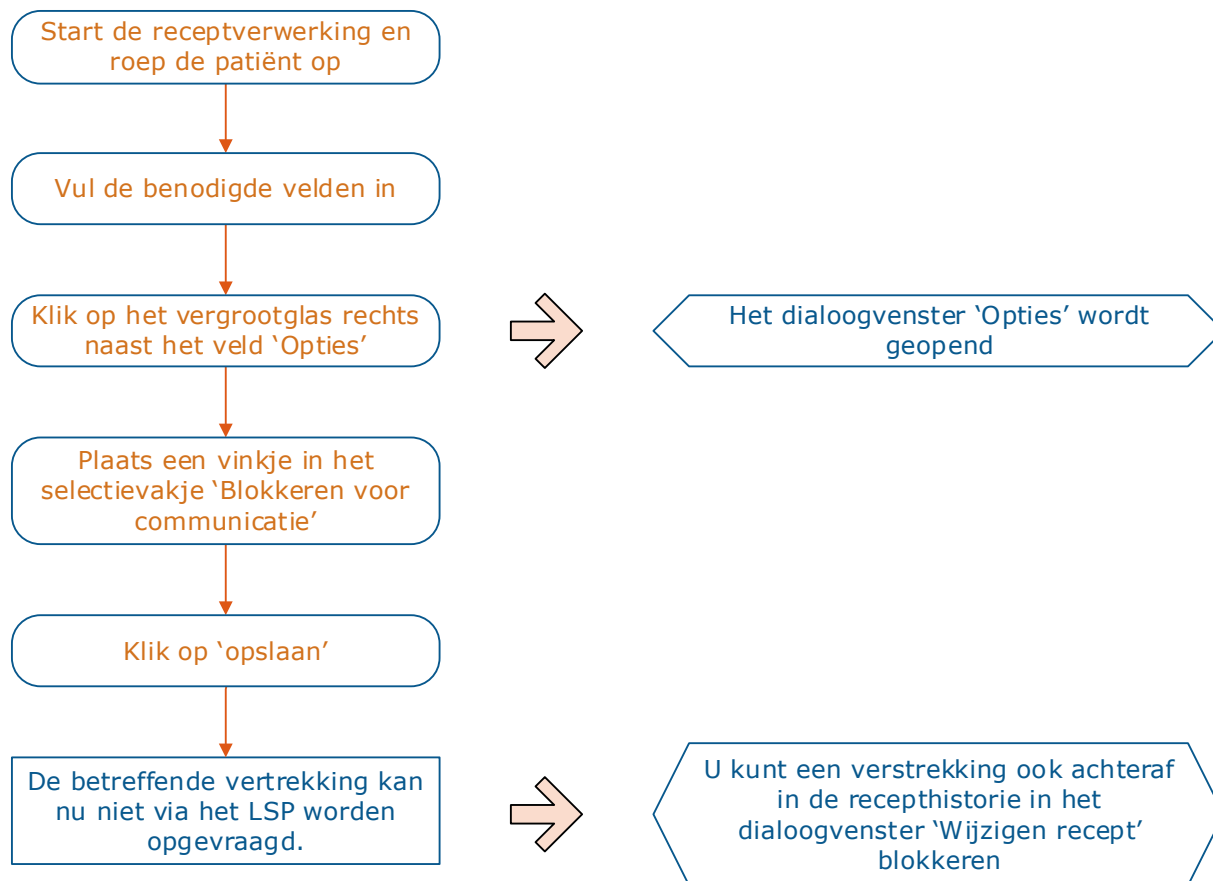 Start de receptverwerking en
roep de patiënt op
Vul de benodigde velden in
Klik op het vergrootglas rechts
naast het veld ‘Opties’
Het dialoogvenster ‘Opties’ wordt
geopend
Plaats een vinkje in het
selectievakje ‘Blokkeren voor
communicatie’
Klik op ‘opslaan’
De betreffende vertrekking kan
nu niet via het LSP worden
opgevraagd.
U kunt een verstrekking ook achteraf
in de recepthistorie in het
dialoogvenster ‘Wijzigen recept’
blokkeren